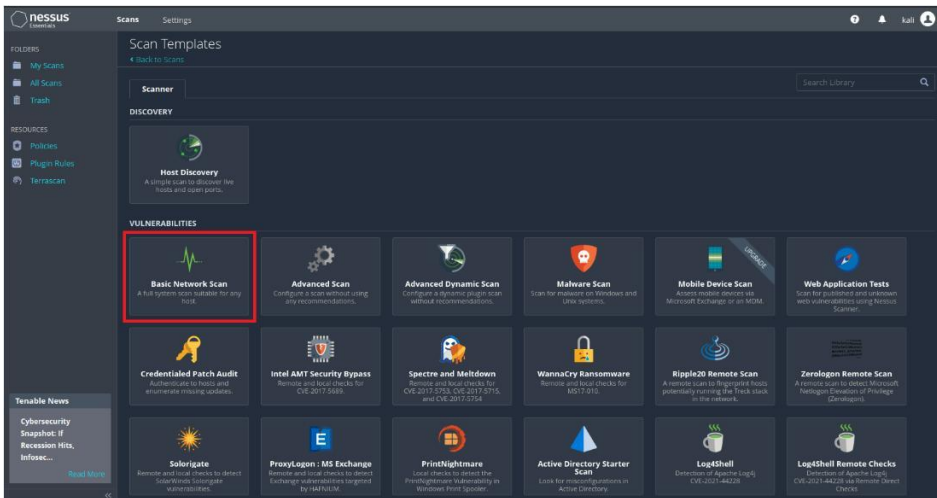 nessus
Essentials
Scans
Settings
kali
FOLDERS
My Scans
All Scans
Trash
RESOURCES
Policies
Plugin Rules
Terrascan
Tenable News
Cybersecurity
Snapshot: If
Recession Hits,
Infosec...
Read More
Scan Templates
Back to Scans
Scanner
Search Library
DISCOVERY
Host Discovery
A simple scan to discover live
hosts and open ports.
VULNERABILITIES
Basic Network Scan
A full system scan suitable for any
host.
Advanced Scan
Configure a scan without using
any recommendations.
Advanced Dynamic Scan
Configure a dynamic plugin scan
without recommendations.
Malware Scan
Scan for malware on Windows and
Unix systems.
UPGRADE
Mobile Device Scan
Assess mobile devices via
Microsoft Exchange or an MDM.
Web Application Tests
Scan for published and unknown
web vulnerabilities using Nessus
Scanner.
Credentialed Patch Audit
Authenticate to hosts and
enumerate missing updates.
Intel AMT Security Bypass
Remote and local checks for
CVE-2017-5689.
Spectre and Meltdown
Remote and local checks for
CVE-2017-5753, CVE-2017-5715,
and CVE-2017-5754
WannaCry Ransomware
Remote and local checks for
MS17-010.
Ripple20 Remote Scan
A remote scan to fingerprint hosts
potentially running the Treck stack
in the network.
Zerologon Remote Scan
A remote scan to detect Microsoft
Netlogon Elevation of Privilege
(Zerologon).
Solorigate
Remote and local checks to detect
SolarWinds Solorigate
vulnerabilities.
E
ProxyLogon : MS Exchange
Remote and local checks to detect
Exchange vulnerabilities targeted
by HAFNIUM.
PrintNightmare
Local checks to detect the
PrintNightmare Vulnerability in
Windows Print Spooler.
Active Directory Starter
Scan
Look for misconfigurations in
Active Directory.
Log4Shell
Detection of Apache Log4j
CVE-2021-44228
Log4Shell Remote Checks
Detection of Apache Log4j
CVE-2021-44228 via Remote Direct
Checks